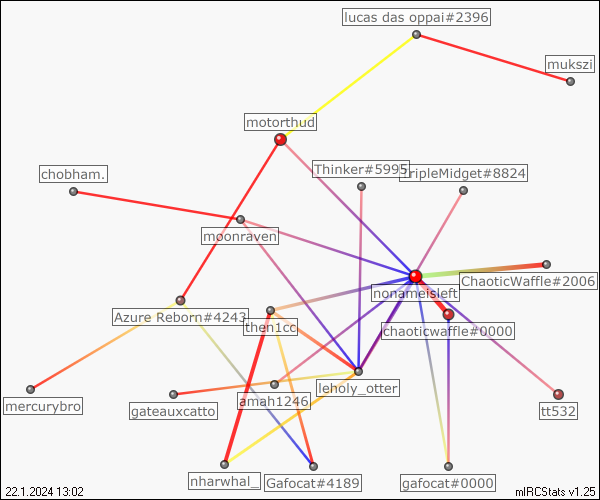 lucas das oppai#2396
mukszi
motorthud
Thinker#5995
TripleMidget#8824
chobham.
moonraven
ChaoticWaffle#2006
nonameisleft
Azure Reborn#4243
then1cc
chaoticwaffle#0000
leholy_otter
mercurybro
gateauxcatto
amah1246
tt532
nharwhal_
Gafocat#4189
gafocat#0000
22.1.2024 13:02
mIRCStats v1.25